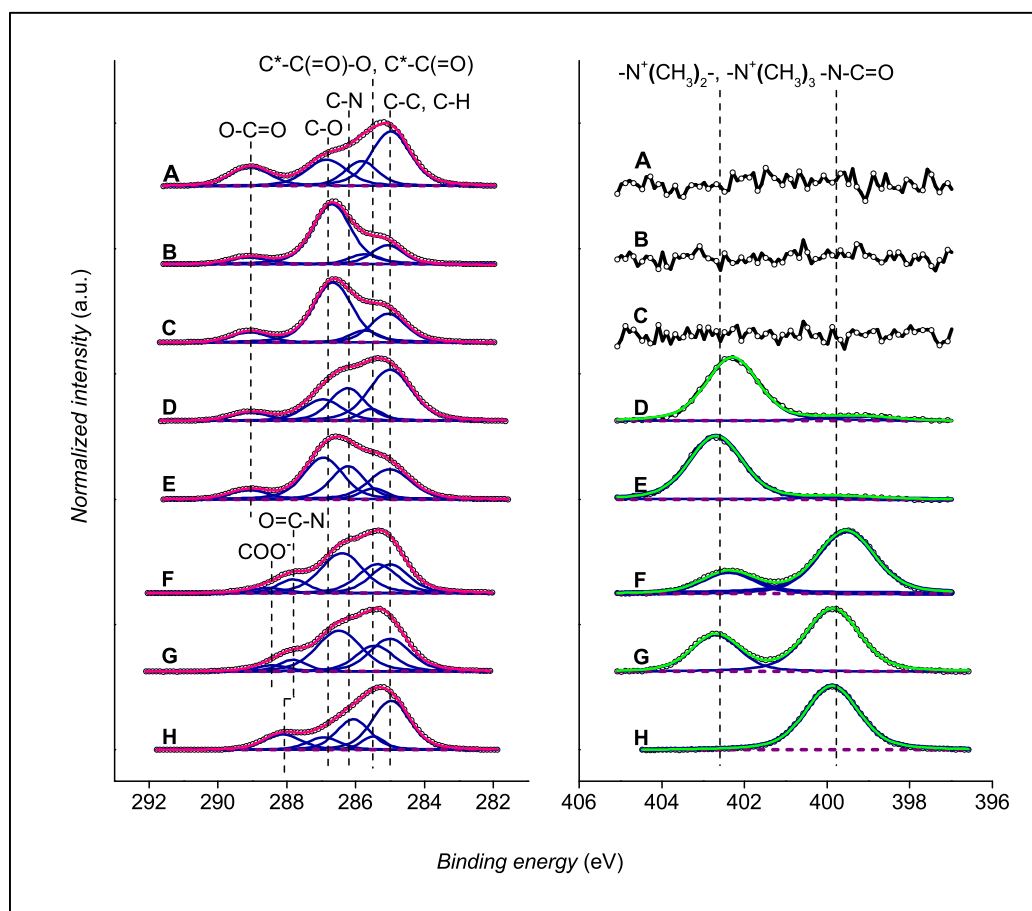 C*-C(=O)-O, C*-C(=O)
C-N
C-C, C-H
O-C=O
C-O
A
B
C
D
E
O=C-N
COO⁻
F
G
H
292 290 288 286 284 282
-N⁺(CH₃)₂-, -N⁺(CH₃)₃ -N-C=O
A
B
C
D
E
F
G
H
406 404 402 400 398 396
Normalized intensity (a.u.)
Binding energy (eV)